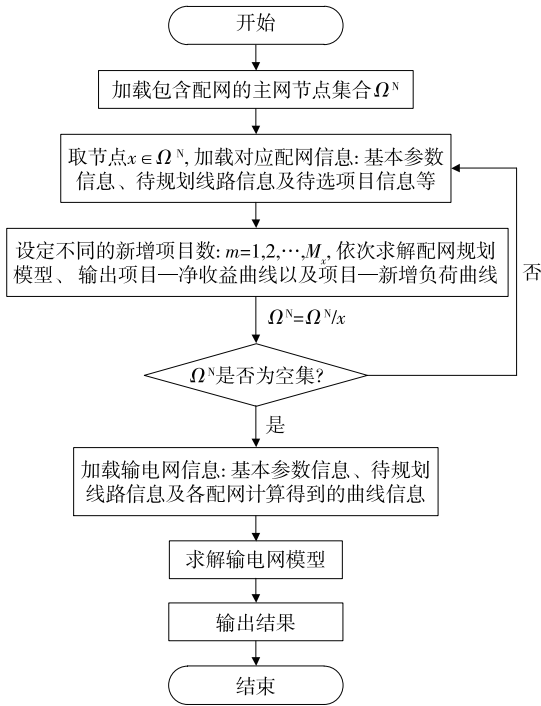 开始
加载包含配网的主网节点集合Ω^N
取节点x∈Ω^N, 加载对应配网信息: 基本参数
信息、待规划线路信息及待选项目信息等
设定不同的新增项目数: m=1,2,⋯,M_x, 依次求解配网规划
模型、输出项目—净收益曲线以及项目—新增负荷曲线
否
Ω^N=Ω^N/x
Ω^N是否为空集?
是
加载输电网信息: 基本参数信息、待规划
线路信息及各配网计算得到的曲线信息
求解输电网模型
输出结果
结束